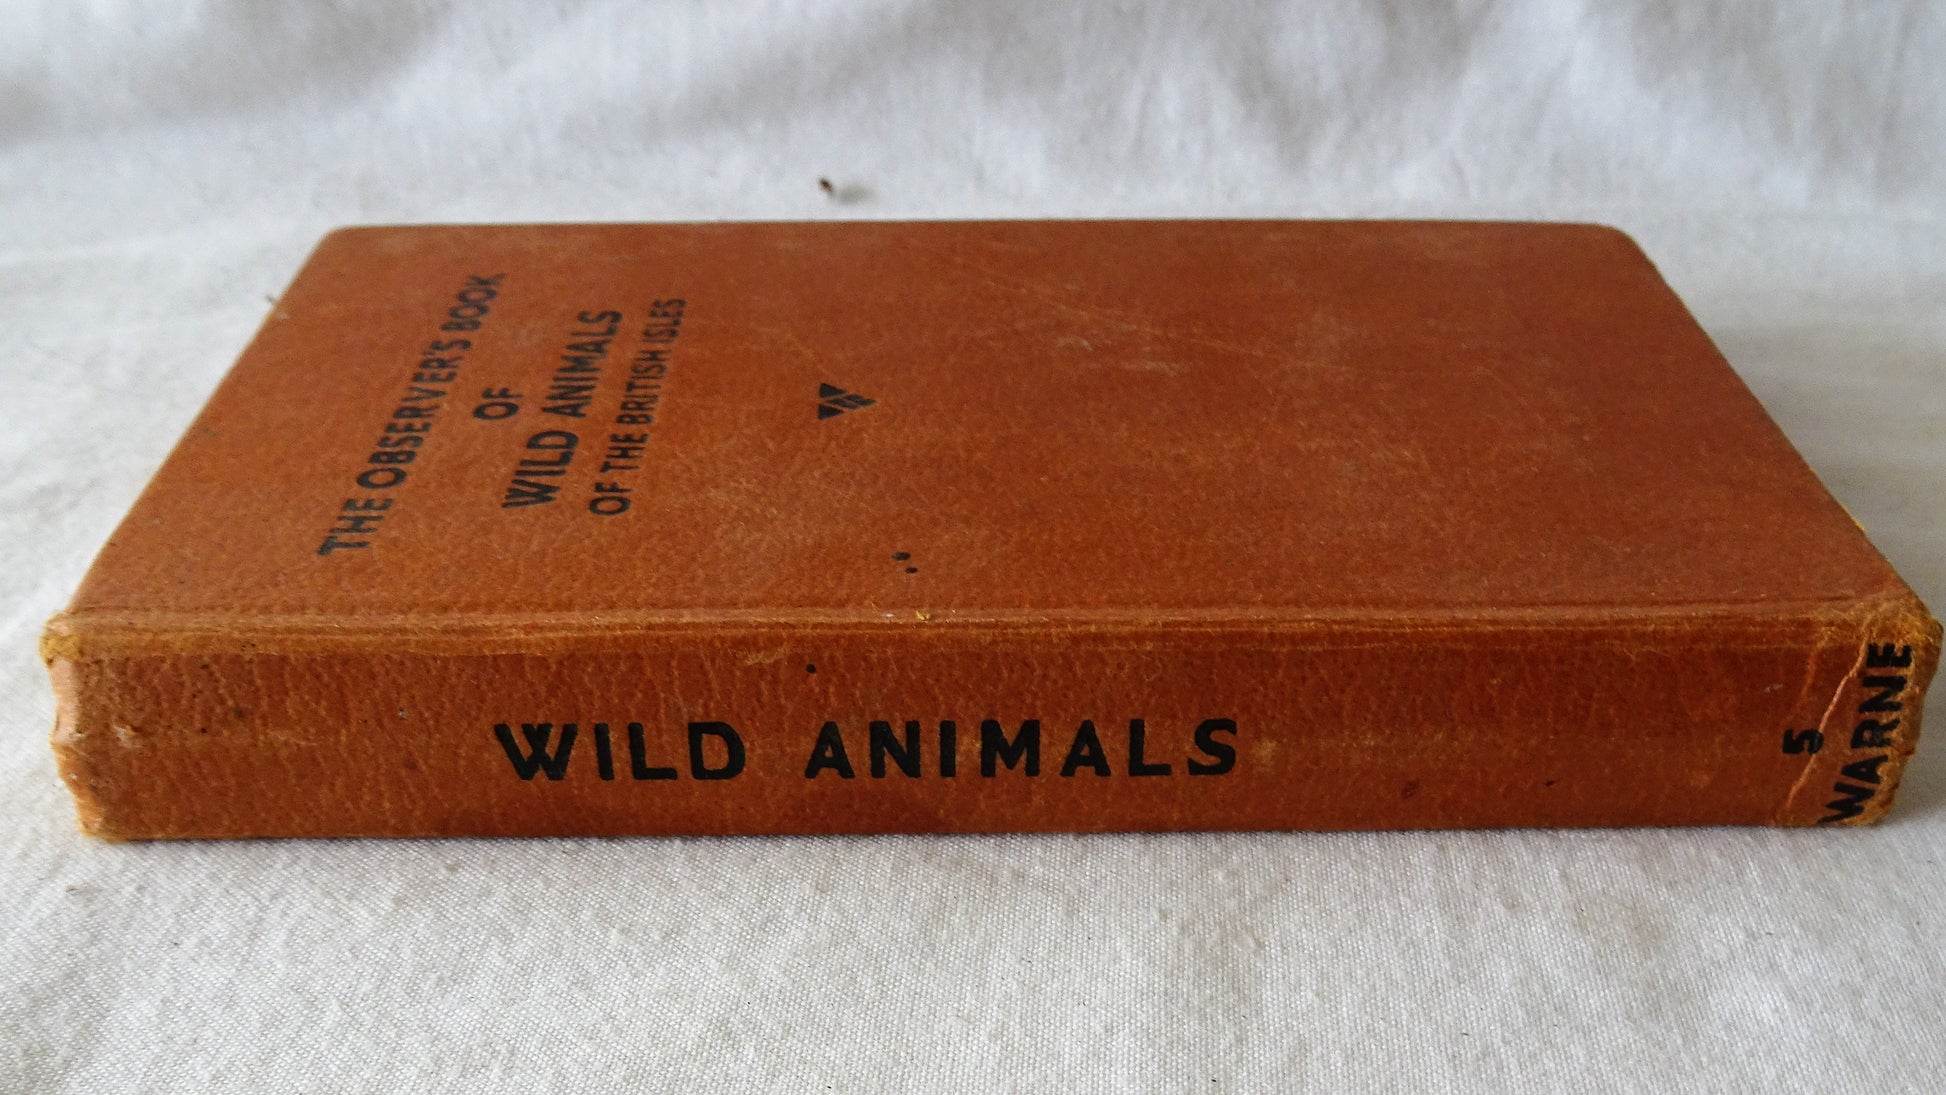 THE OBSERVER'S BOOK
OF
WILD ANIMALS
OF THE BRITISH ISLES
W
WILD ANIMALS
5
WARNE